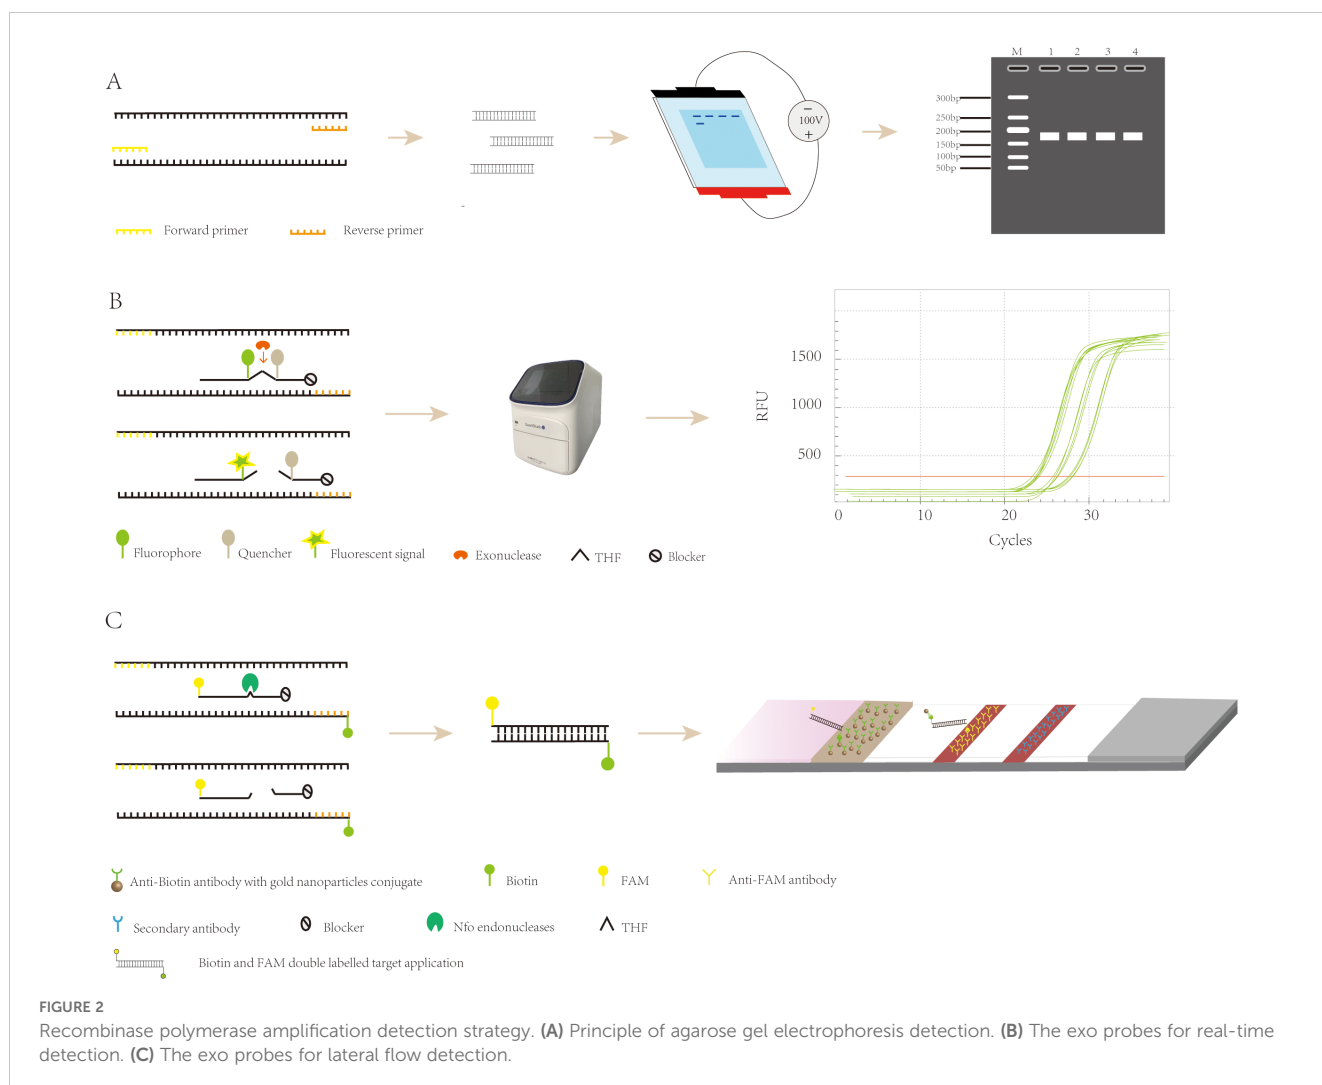 A
M 1 2 3 4
300bp
250bp
200bp
150bp
100bp
50bp
−
100V
+
Forward primer
Reverse primer
B
RFU
1500
1000
500
0 10 20 30
Cycles
Fluorophore
Quencher
Fluorescent signal
Exonuclease
THF
Blocker
C
Anti-Biotin antibody with gold nanoparticles conjugate
Biotin
FAM
Anti-FAM antibody
Secondary antibody
Blocker
Nfo endonucleases
THF
Biotin and FAM double labelled target application
FIGURE 2
Recombinase polymerase amplification detection strategy. (A) Principle of agarose gel electrophoresis detection. (B) The exo probes for real-time
detection. (C) The exo probes for lateral flow detection.